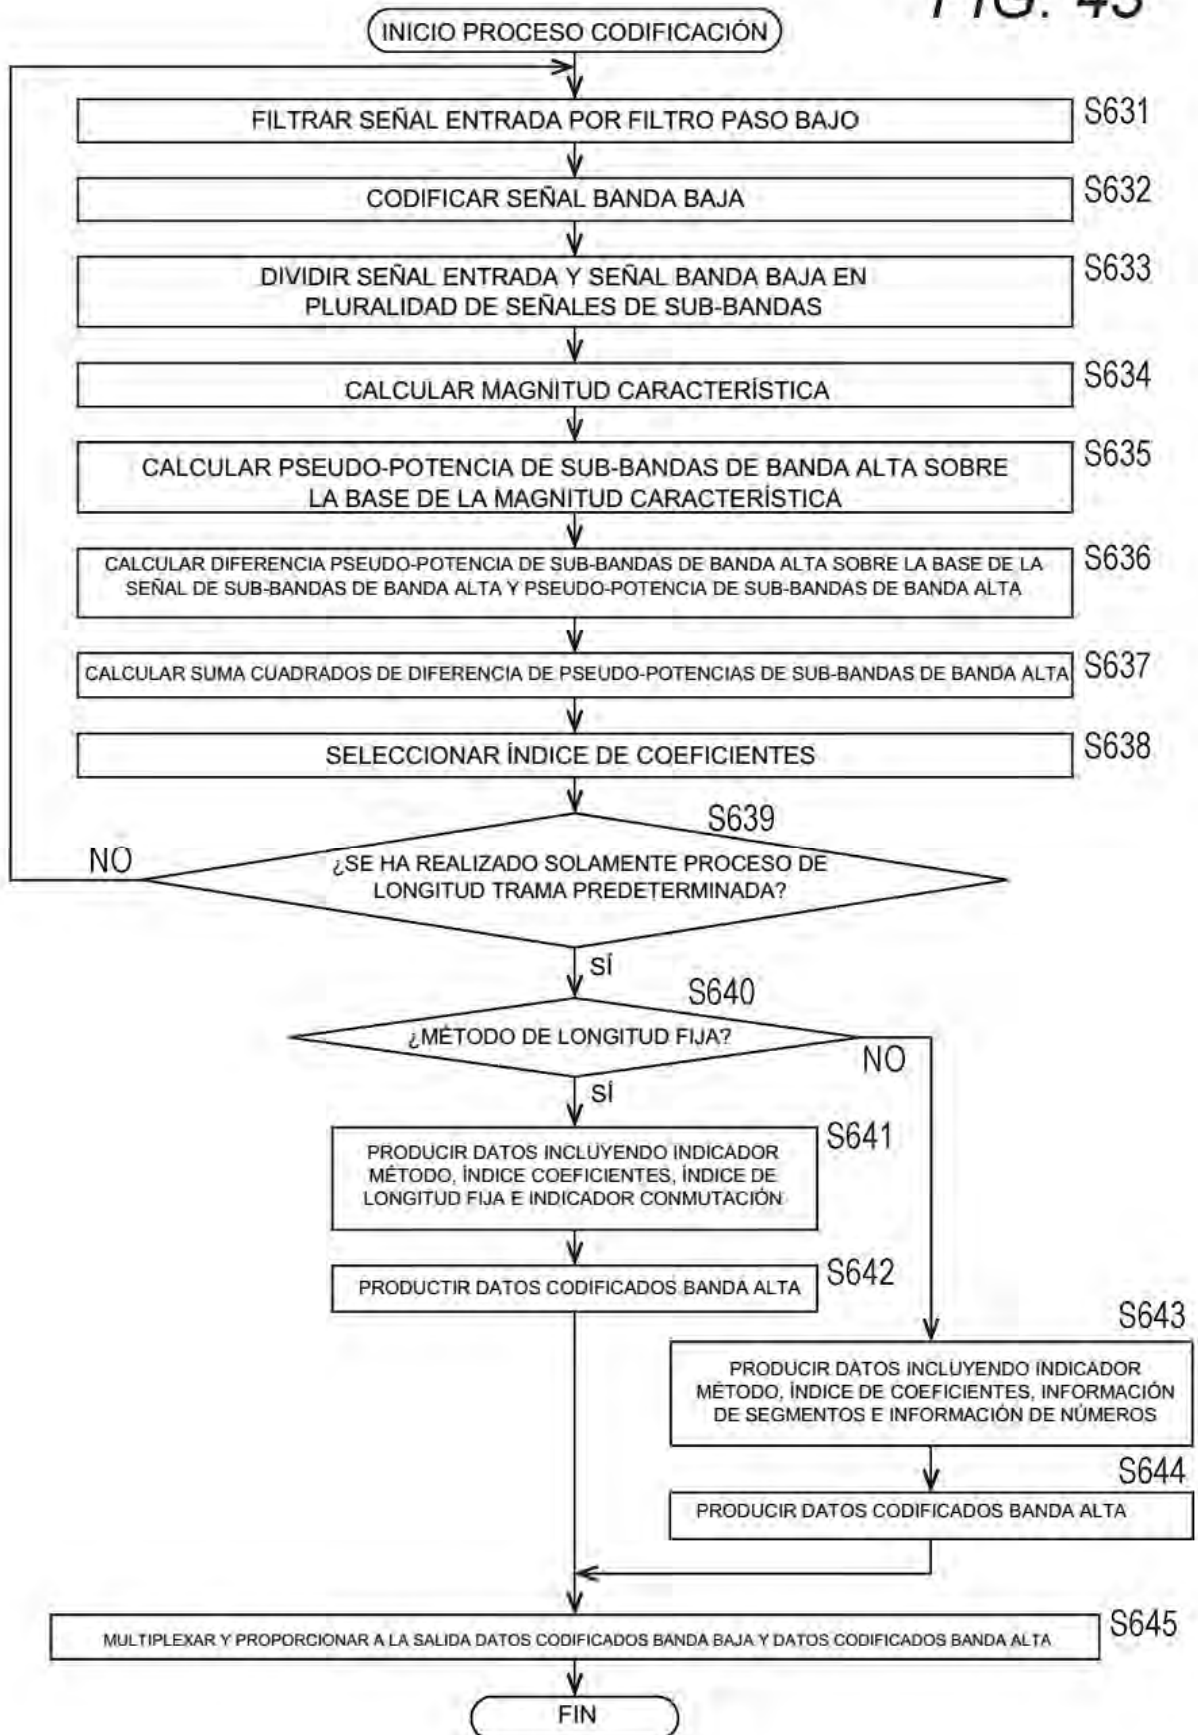 FIG. 43
INICIO PROCESO CODIFICACIÓN
FILTRAR SEÑAL ENTRADA POR FILTRO PASO BAJO
S631
CODIFICAR SEÑAL BANDA BAJA
S632
DIVIDIR SEÑAL ENTRADA Y SEÑAL BANDA BAJA EN
PLURALIDAD DE SEÑALES DE SUB-BANDAS
S633
CALCULAR MAGNITUD CARACTERÍSTICA
S634
CALCULAR PSEUDO-POTENCIA DE SUB-BANDAS DE BANDA ALTA SOBRE
LA BASE DE LA MAGNITUD CARACTERÍSTICA
S635
CALCULAR DIFERENCIA PSEUDO-POTENCIA DE SUB-BANDAS DE BANDA ALTA SOBRE LA BASE DE LA
SEÑAL DE SUB-BANDAS DE BANDA ALTA Y PSEUDO-POTENCIA DE SUB-BANDAS DE BANDA ALTA
S636
CALCULAR SUMA CUADRADOS DE DIFERENCIA DE PSEUDO-POTENCIAS DE SUB-BANDAS DE BANDA ALTA
S637
SELECCIONAR ÍNDICE DE COEFICIENTES
S638
S639
NO
¿SE HA REALIZADO SOLAMENTE PROCESO DE
LONGITUD TRAMA PREDETERMINADA?
SÍ
S640
¿MÉTODO DE LONGITUD FIJA?
NO
SÍ
S641
PRODUCIR DATOS INCLUYENDO INDICADOR
MÉTODO, ÍNDICE COEFICIENTES, ÍNDICE DE
LONGITUD FIJA E INDICADOR CONMUTACIÓN
S642
PRODUCTIR DATOS CODIFICADOS BANDA ALTA
S643
PRODUCIR DATOS INCLUYENDO INDICADOR
MÉTODO, ÍNDICE DE COEFICIENTES, INFORMACIÓN
DE SEGMENTOS E INFORMACIÓN DE NÚMEROS
S644
PRODUCIR DATOS CODIFICADOS BANDA ALTA
S645
MULTIPLEXAR Y PROPORCIONAR A LA SALIDA DATOS CODIFICADOS BANDA BAJA Y DATOS CODIFICADOS BANDA ALTA
FIN